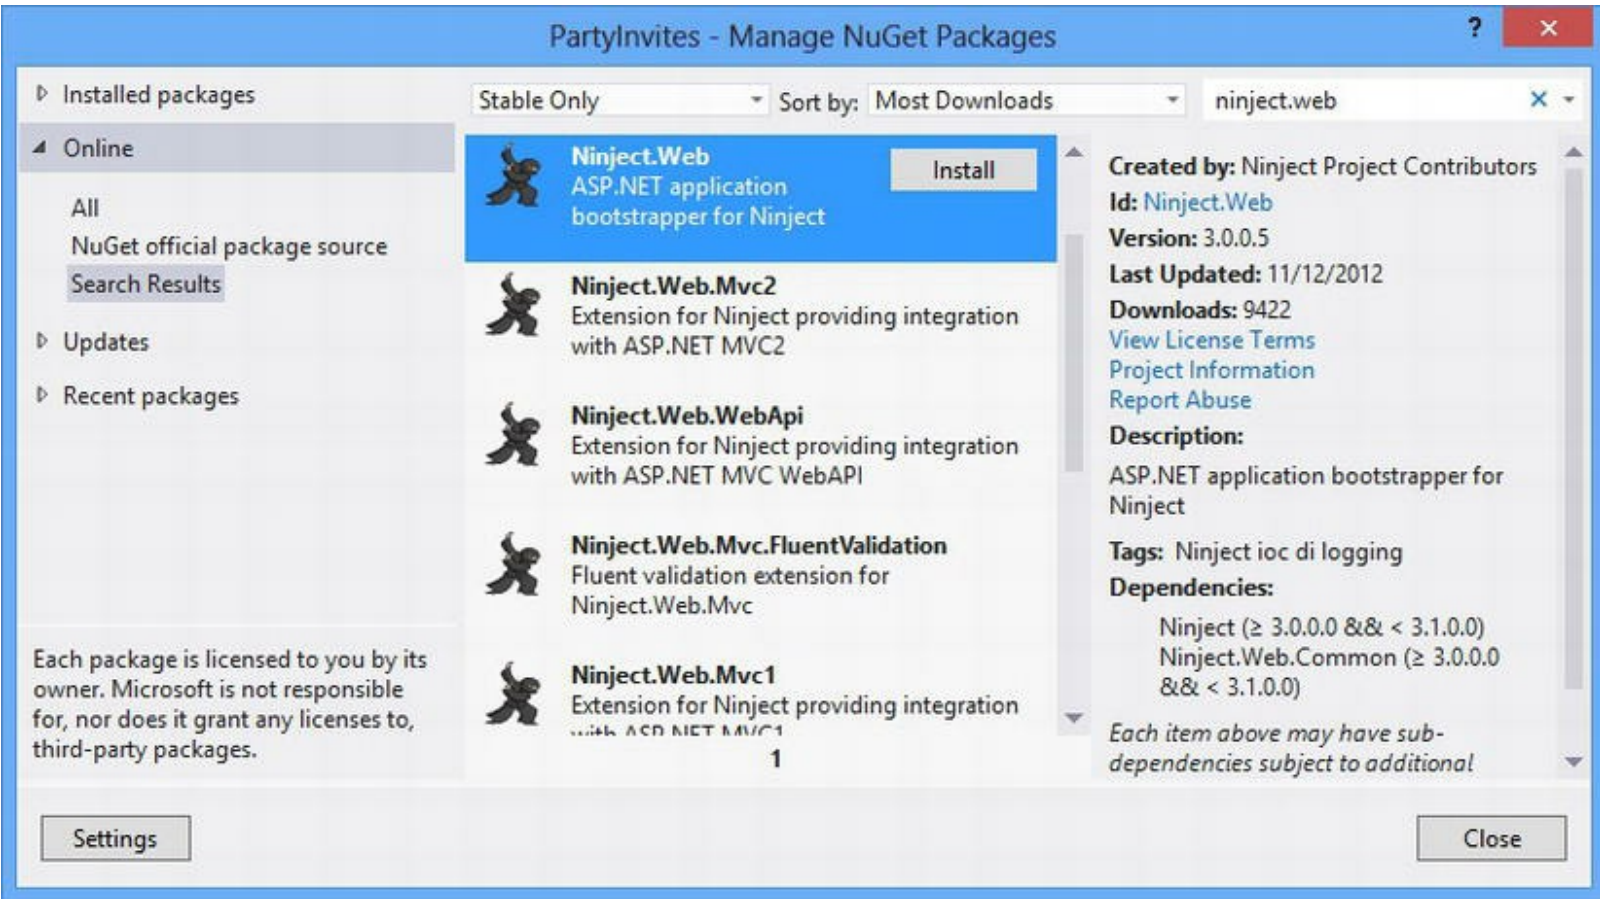 PartyInvites - Manage NuGet Packages
?
Installed packages
Online
All
NuGet official package source
Search Results
Updates
Recent packages
Each package is licensed to you by its
owner. Microsoft is not responsible
for, nor does it grant any licenses to,
third-party packages.
Stable Only
Sort by: Most Downloads
ninject.web
Ninject.Web
ASP.NET application
bootstrapper for Ninject
Install
Ninject.Web.Mvc2
Extension for Ninject providing integration
with ASP.NET MVC2
Ninject.Web.WebApi
Extension for Ninject providing integration
with ASP.NET MVC WebAPI
Ninject.Web.Mvc.FluentValidation
Fluent validation extension for
Ninject.Web.Mvc
Ninject.Web.Mvc1
Extension for Ninject providing integration
with ASP.NET MVC1
1
Created by: Ninject Project Contributors
Id: Ninject.Web
Version: 3.0.0.5
Last Updated: 11/12/2012
Downloads: 9422
View License Terms
Project Information
Report Abuse
Description:
ASP.NET application bootstrapper for
Ninject
Tags: Ninject ioc di logging
Dependencies:
Ninject (≥ 3.0.0.0 && < 3.1.0.0)
Ninject.Web.Common (≥ 3.0.0.0
&& < 3.1.0.0)
Each item above may have sub-
dependencies subject to additional
Settings
Close